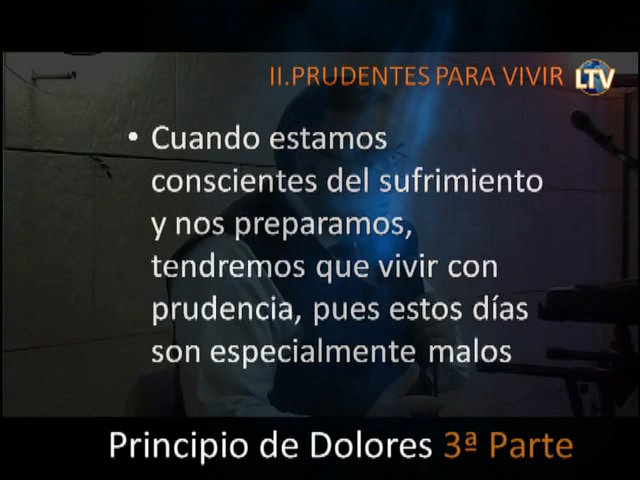 II.PRUDENTES PARA VIVIR
LTV
• Cuando estamos
conscientes del sufrimiento
y nos preparamos,
tendremos que vivir con
prudencia, pues estos días
son especialmente malos
Principio de Dolores 3ª Parte